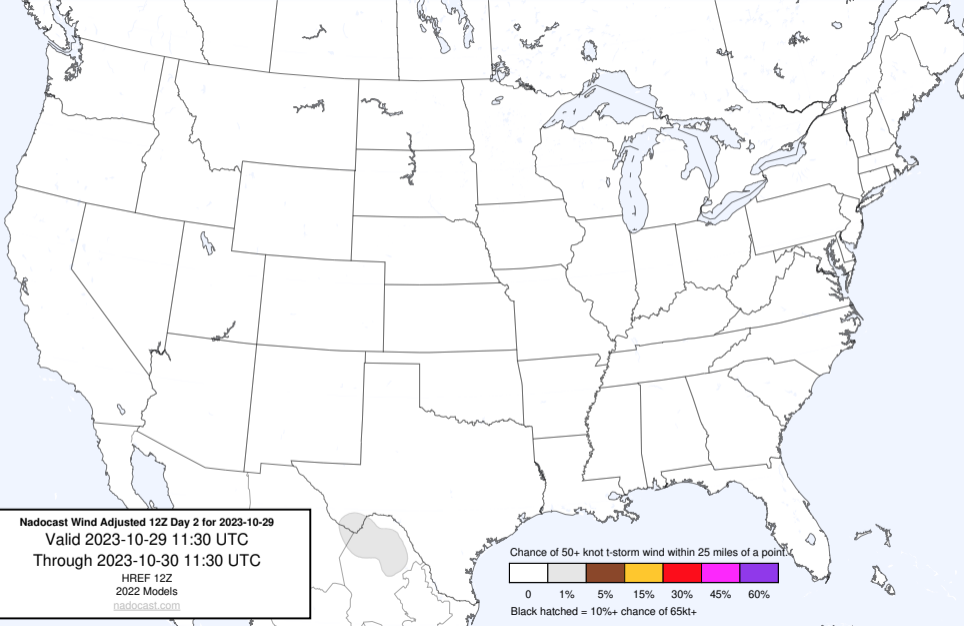 Nadocast Wind Adjusted 12Z Day 2 for 2023-10-29
Valid 2023-10-29 11:30 UTC
Through 2023-10-30 11:30 UTC
HREF 12Z
2022 Models
nadocast.com
Chance of 50+ knot t-storm wind within 25 miles of a point.
0 1% 5% 15% 30% 45% 60%
Black hatched = 10%+ chance of 65kt+